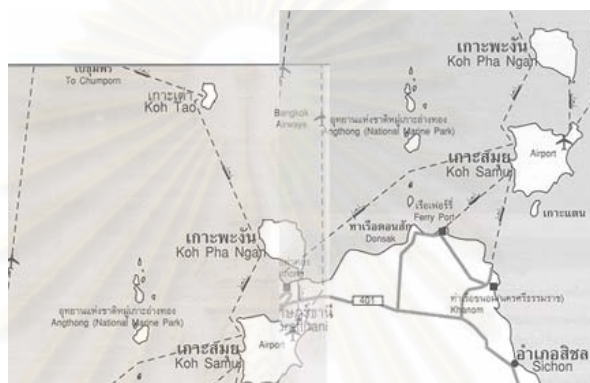 เกาะพะงัน
Koh Pha Ngan
ไปชุมพร
To Chumporn
เกาะเต่า
Koh Tao
Bangkok
Airways
อุทยานแห่งชาติหมู่เกาะอ่างทอง
Angthong (National Marine Park)
เกาะสมุย
Koh Samui
Airport
เกาะแตน
เรือเฟอร์รี่
Ferry Port
ท่าเรือดอนสัก
Donsak
เกาะพะงัน
Koh Pha Ngan
401
Khanom
อุทยานแห่งชาติหมู่เกาะอ่างทอง
Angthong (National Marine Park)
เกาะสมุย
Koh Samui
Airport
อำเภอสิชล
Sichon